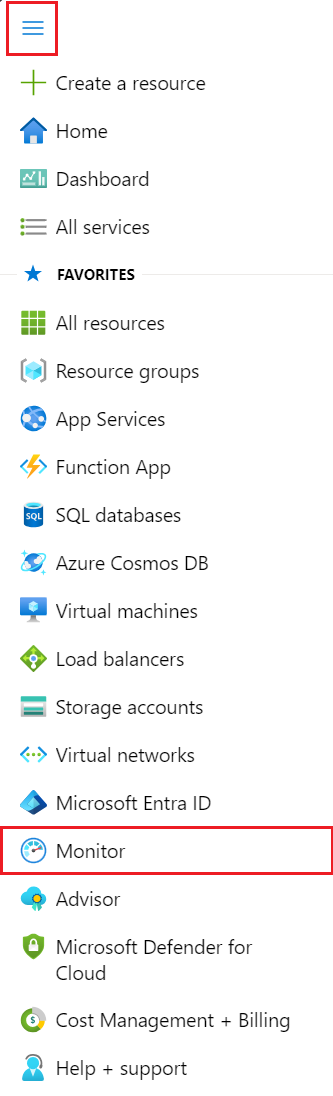 Create a resource
Home
Dashboard
All services
FAVORITES
All resources
Resource groups
App Services
Function App
SQL
SQL databases
Azure Cosmos DB
Virtual machines
Load balancers
Storage accounts
Virtual networks
Microsoft Entra ID
Monitor
Advisor
Microsoft Defender for
Cloud
$
Cost Management + Billing
Help + support